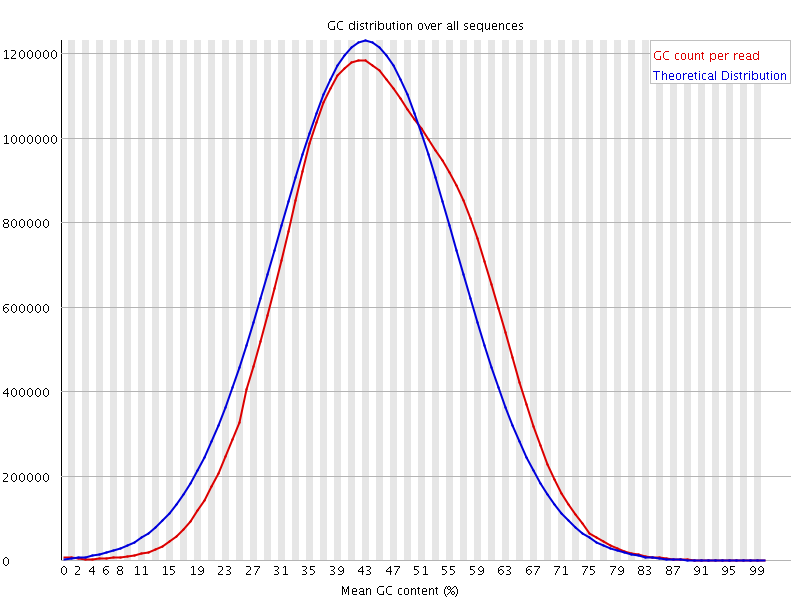 GC distribution over all sequences
GC count per read
Theoretical Distribution
1200000
1000000
800000
600000
400000
200000
0
0 2 4 6 8 11 15 19 23 27 31 35 39 43 47 51 55 59 63 67 71 75 79 83 87 91 95 99
Mean GC content (%)